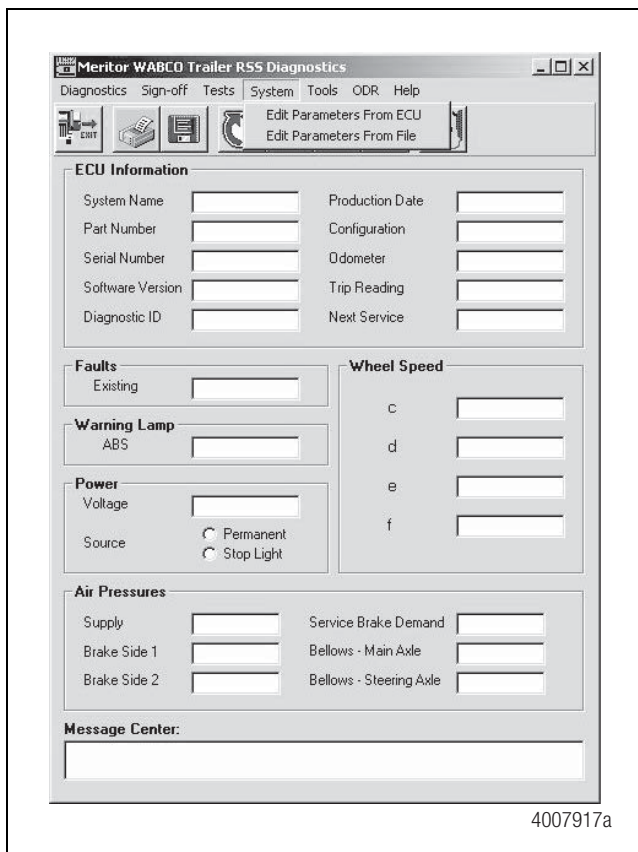 Meritor WABCO Trailer RSS Diagnostics
Diagnostics Sign-off Tests System Tools ODR Help
Edit Parameters From ECU
Edit Parameters From File
EXIT
ECU Information
System Name Production Date
Part Number Configuration
Serial Number Odometer
Software Version Trip Reading
Diagnostic ID Next Service
Faults
Existing
Warning Lamp
ABS
Power
Voltage
Source
Permanent
Stop Light
Wheel Speed
c
d
e
f
Air Pressures
Supply Service Brake Demand
Brake Side 1 Bellows - Main Axle
Brake Side 2 Bellows - Steering Axle
Message Center:
4007917a